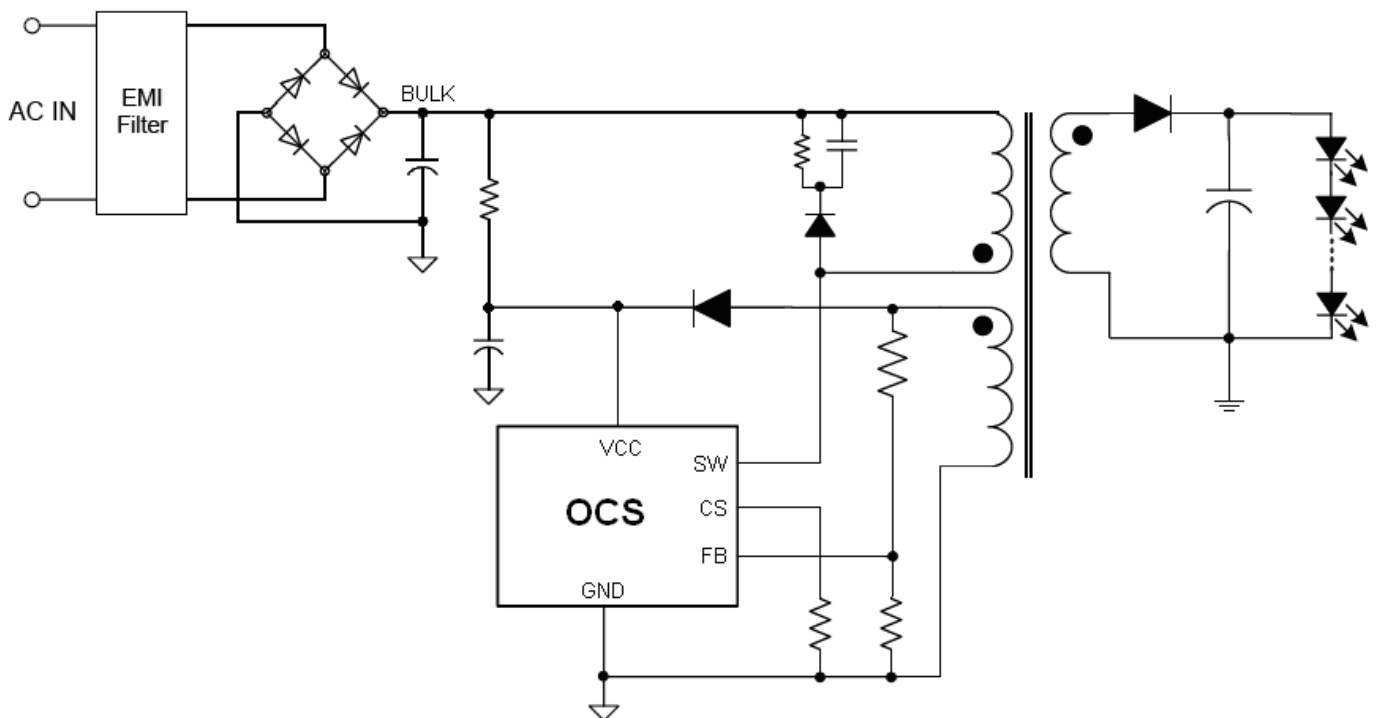 AC IN
EMI
Filter
BULK
VCC
SW
OCS
CS
FB
GND